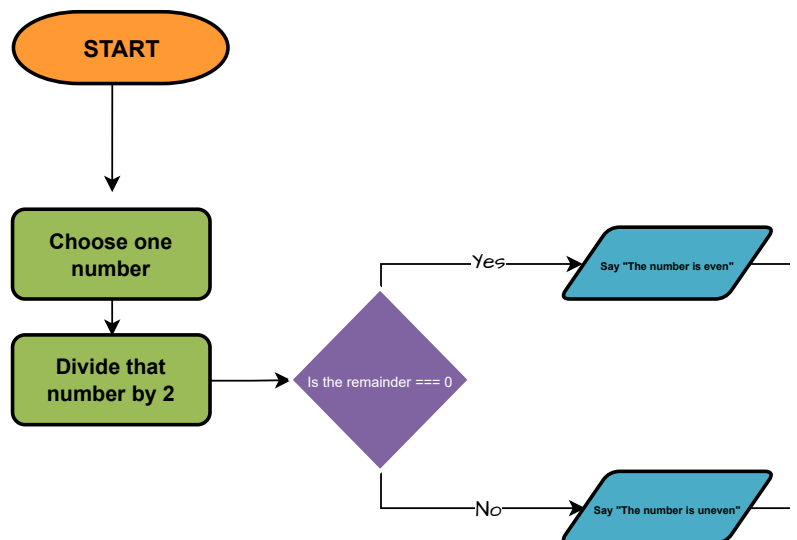 START
Choose one
number
Divide that
number by 2
Is the remainder === 0
Yes
Say "The number is even"
No
Say "The number is uneven"